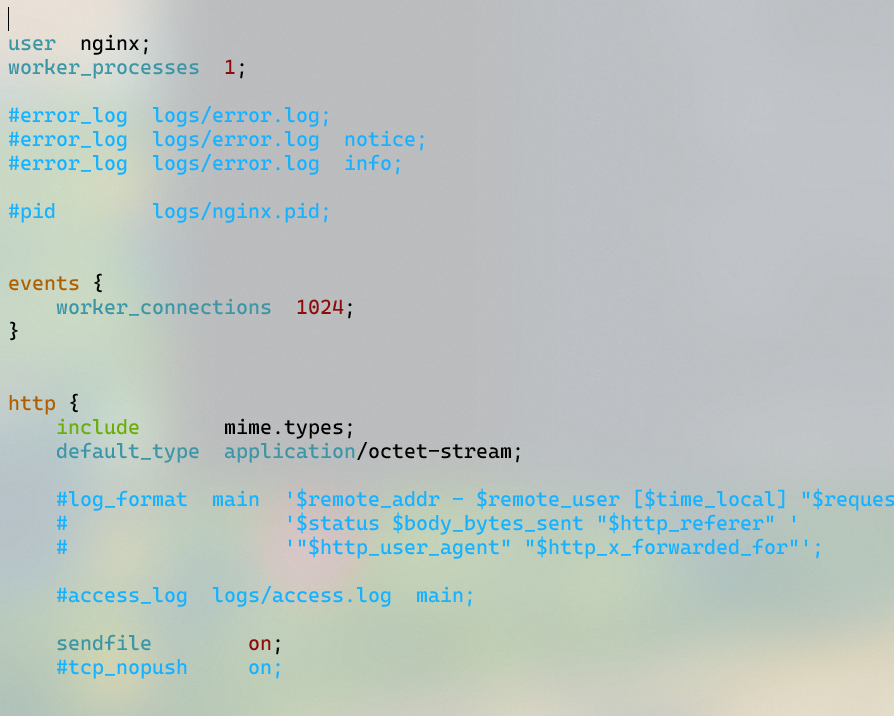 user  nginx;
worker_processes  1;
#error_log  logs/error.log;
#error_log  logs/error.log  notice;
#error_log  logs/error.log  info;
#pid        logs/nginx.pid;
events {
    worker_connections  1024;
}
http {
    include       mime.types;
    default_type  application/octet-stream;
    #log_format  main  '$remote_addr - $remote_user [$time_local] "$reques
    #                  '$status $body_bytes_sent "$http_referer" '
    #                  '"$http_user_agent" "$http_x_forwarded_for"';
    #access_log  logs/access.log  main;
    sendfile        on;
    #tcp_nopush     on;